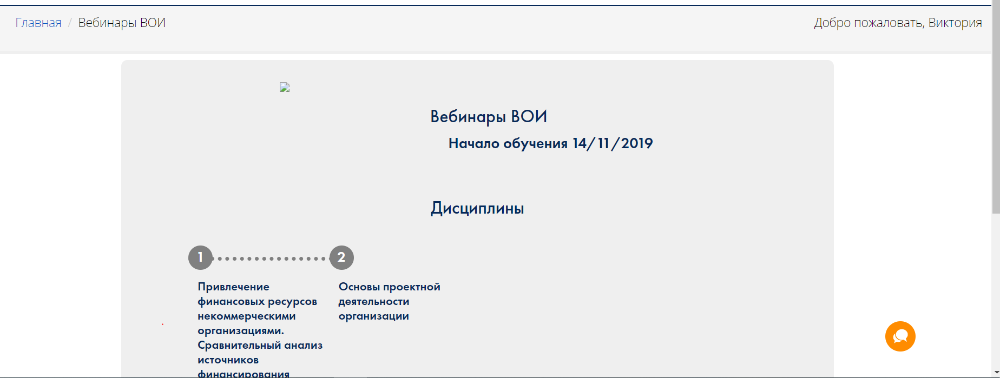 Главная / Вебинары ВОИ
Добро пожаловать, Виктория
Вебинары ВОИ
Начало обучения 14/11/2019
Дисциплины
1
Привлечение
финансовых ресурсов
некоммерческими
организациями.
Сравнительный анализ
источников
финансирования
2
Основы проектной
деятельности
организации